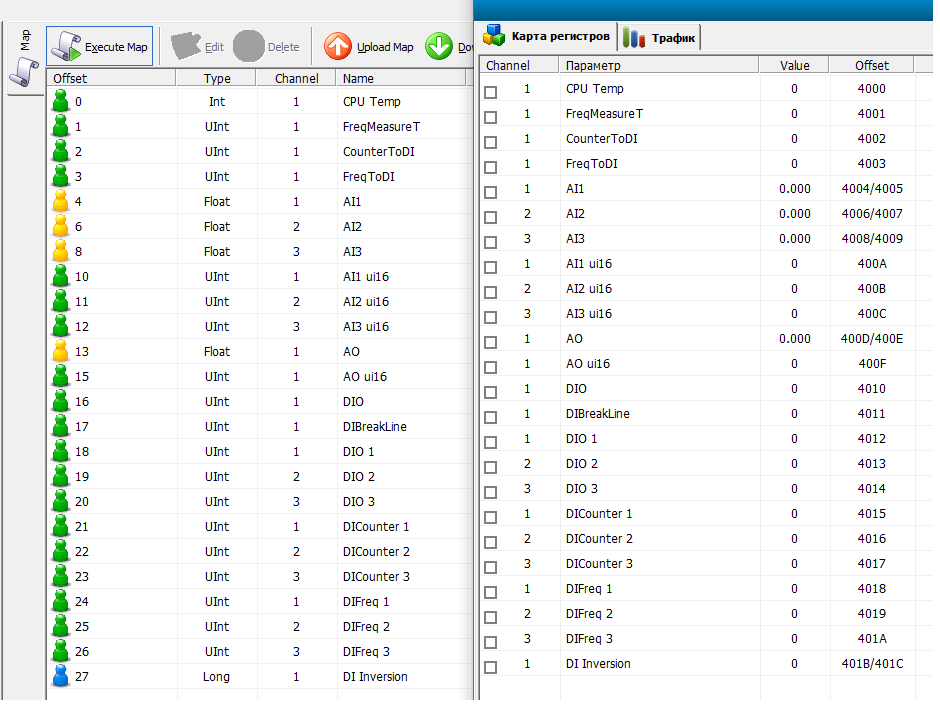 Map
Execute Map Edit Delete Upload Map Dow
Offset Type Channel Name
0 Int 1 CPU Temp
1 UInt 1 FreqMeasureT
2 UInt 1 CounterToDI
3 UInt 1 FreqToDI
4 Float 1 AI1
6 Float 2 AI2
8 Float 3 AI3
10 UInt 1 AI1 ui16
11 UInt 2 AI2 ui16
12 UInt 3 AI3 ui16
13 Float 1 AO
15 UInt 1 AO ui16
16 UInt 1 DIO
17 UInt 1 DIBreakLine
18 UInt 1 DIO 1
19 UInt 2 DIO 2
20 UInt 3 DIO 3
21 UInt 1 DICounter 1
22 UInt 2 DICounter 2
23 UInt 3 DICounter 3
24 UInt 1 DIFreq 1
25 UInt 2 DIFreq 2
26 UInt 3 DIFreq 3
27 Long 1 DI Inversion
Карта регистров Трафик
Channel Параметр Value Offset
1 CPU Temp 0 4000
1 FreqMeasureT 0 4001
1 CounterToDI 0 4002
1 FreqToDI 0 4003
1 AI1 0.000 4004/4005
2 AI2 0.000 4006/4007
3 AI3 0.000 4008/4009
1 AI1 ui16 0 400A
2 AI2 ui16 0 400B
3 AI3 ui16 0 400C
1 AO 0.000 400D/400E
1 AO ui16 0 400F
1 DIO 0 4010
1 DIBreakLine 0 4011
1 DIO 1 0 4012
2 DIO 2 0 4013
3 DIO 3 0 4014
1 DICounter 1 0 4015
2 DICounter 2 0 4016
3 DICounter 3 0 4017
1 DIFreq 1 0 4018
2 DIFreq 2 0 4019
3 DIFreq 3 0 401A
1 DI Inversion 0 401B/401C